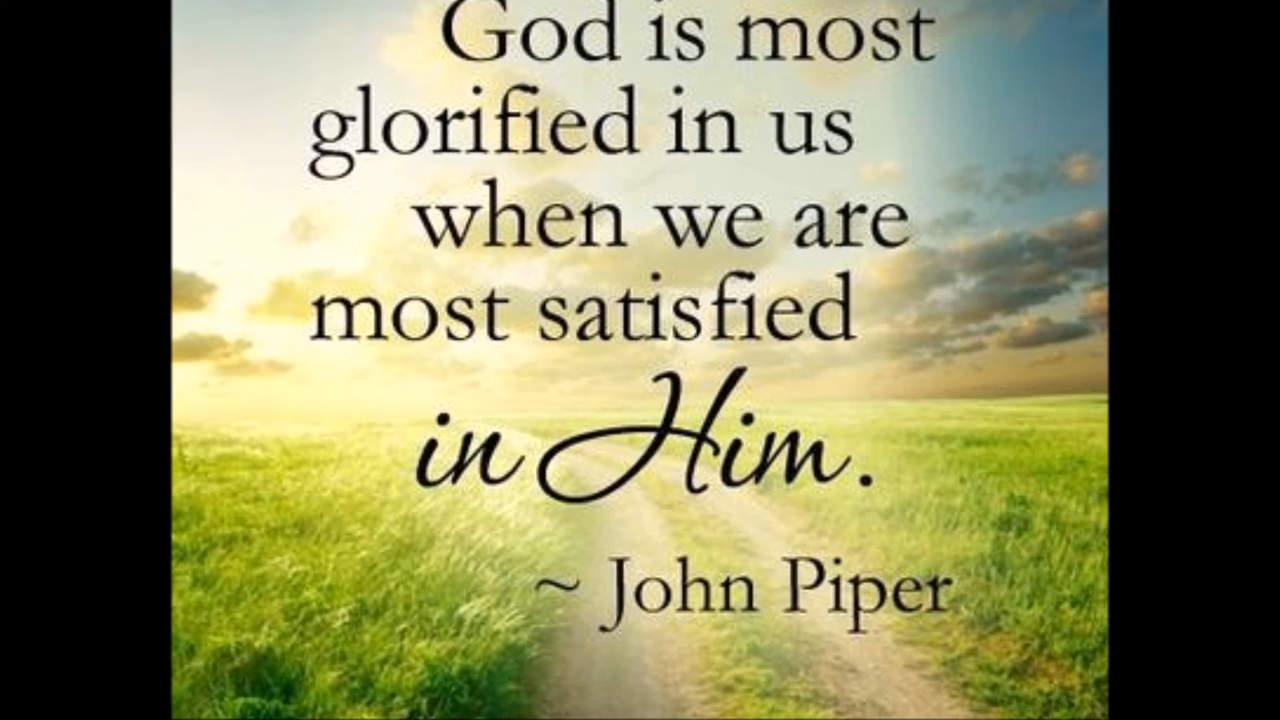 God is most
glorified in us
when we are
most satisfied
in Him.
~ John Piper